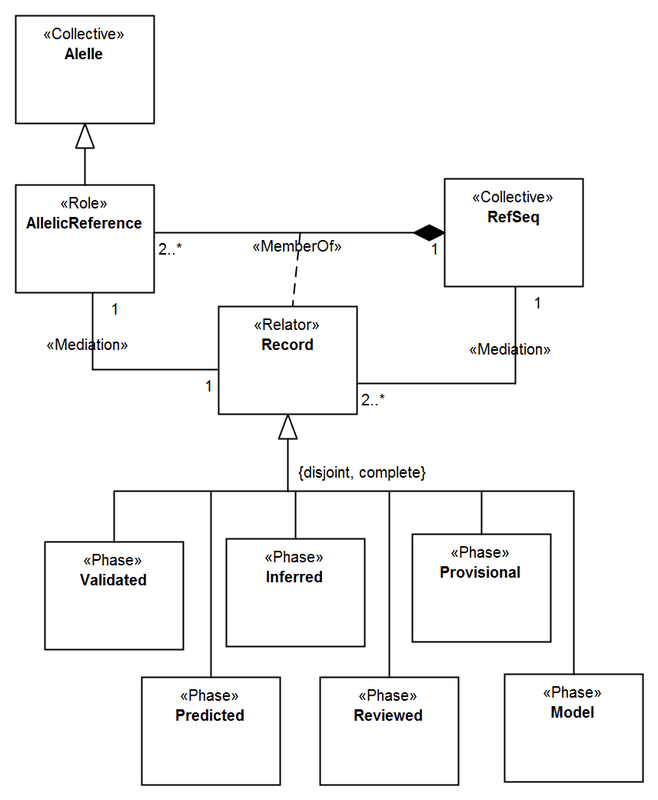 «Collective»
Alelle
«Role»
AllelicReference
«Collective»
RefSeq
2..*
«MemberOf»
1
1
1
«Mediation»
«Relator»
Record
«Mediation»
1
2..*
{disjoint, complete}
«Phase»
Validated
«Phase»
Inferred
«Phase»
Provisional
«Phase»
Predicted
«Phase»
Reviewed
«Phase»
Model